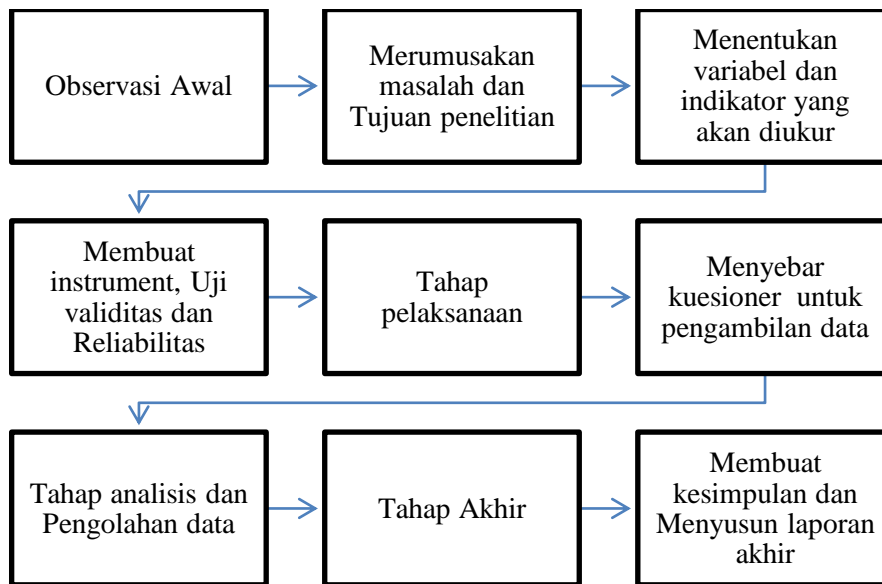 Observasi Awal
Merumusakan
masalah dan
Tujuan penelitian
Menentukan
variabel dan
indikator yang
akan diukur
Membuat
instrument, Uji
validitas dan
Reliabilitas
Tahap
pelaksanaan
Menyebar
kuesioner untuk
pengambilan data
Tahap analisis dan
Pengolahan data
Tahap Akhir
Membuat
kesimpulan dan
Menyusun laporan
akhir